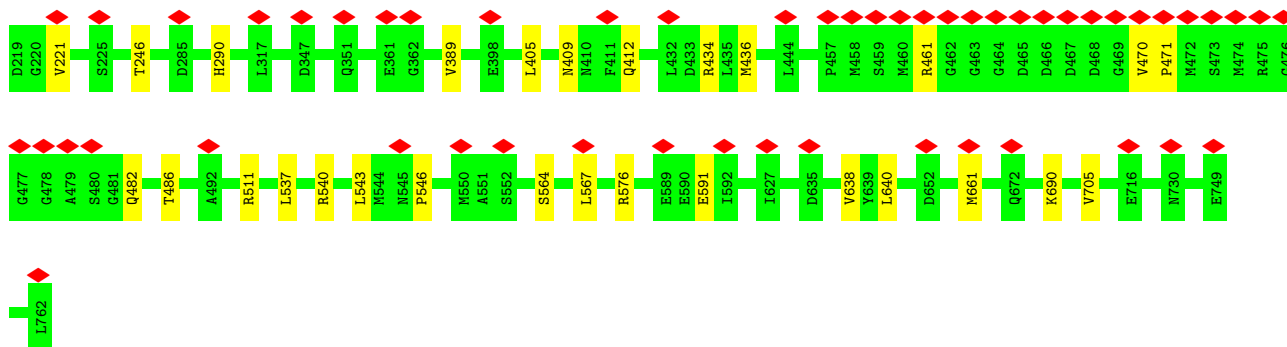 D219 G220 V221 S225 T246 D285 H290 L317 D347 Q351 E361 G362 V389 E398 L405 N409 N410 F411 Q412 L432 D433 R434 L435 M436 L444 P457 M458 S459 M460 R461 G462 G463 G464 D465 D466 D467 D468 G469 V470 P471 M472 S473 M474 R475 G476
G477 G478 A479 S480 G481 Q482 T486 A492 R511 L537 R540 L543 M544 N545 P546 M550 A551 S552 S564 L567 R576 E589 E590 E591 I592 I627 D635 V638 Y639 L640 D652 M661 Q672 K690 V705 E716 N730 E749
L762